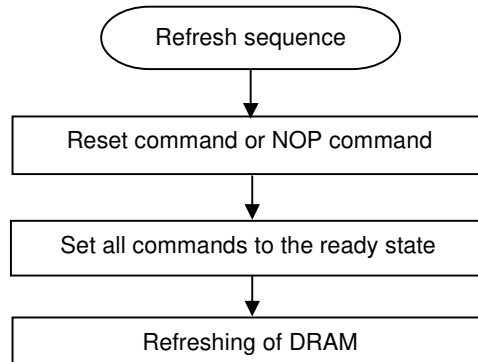 Refresh sequence
Reset command or NOP command
Set all commands to the ready state
Refreshing of DRAM